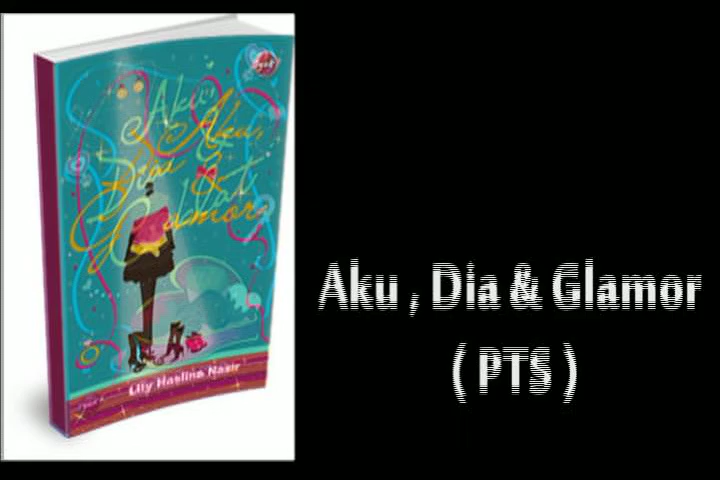 Aku,
Dia &
Glamor
Lily Haslina Nasir
Aku , Dia & Glamor
( PTS )